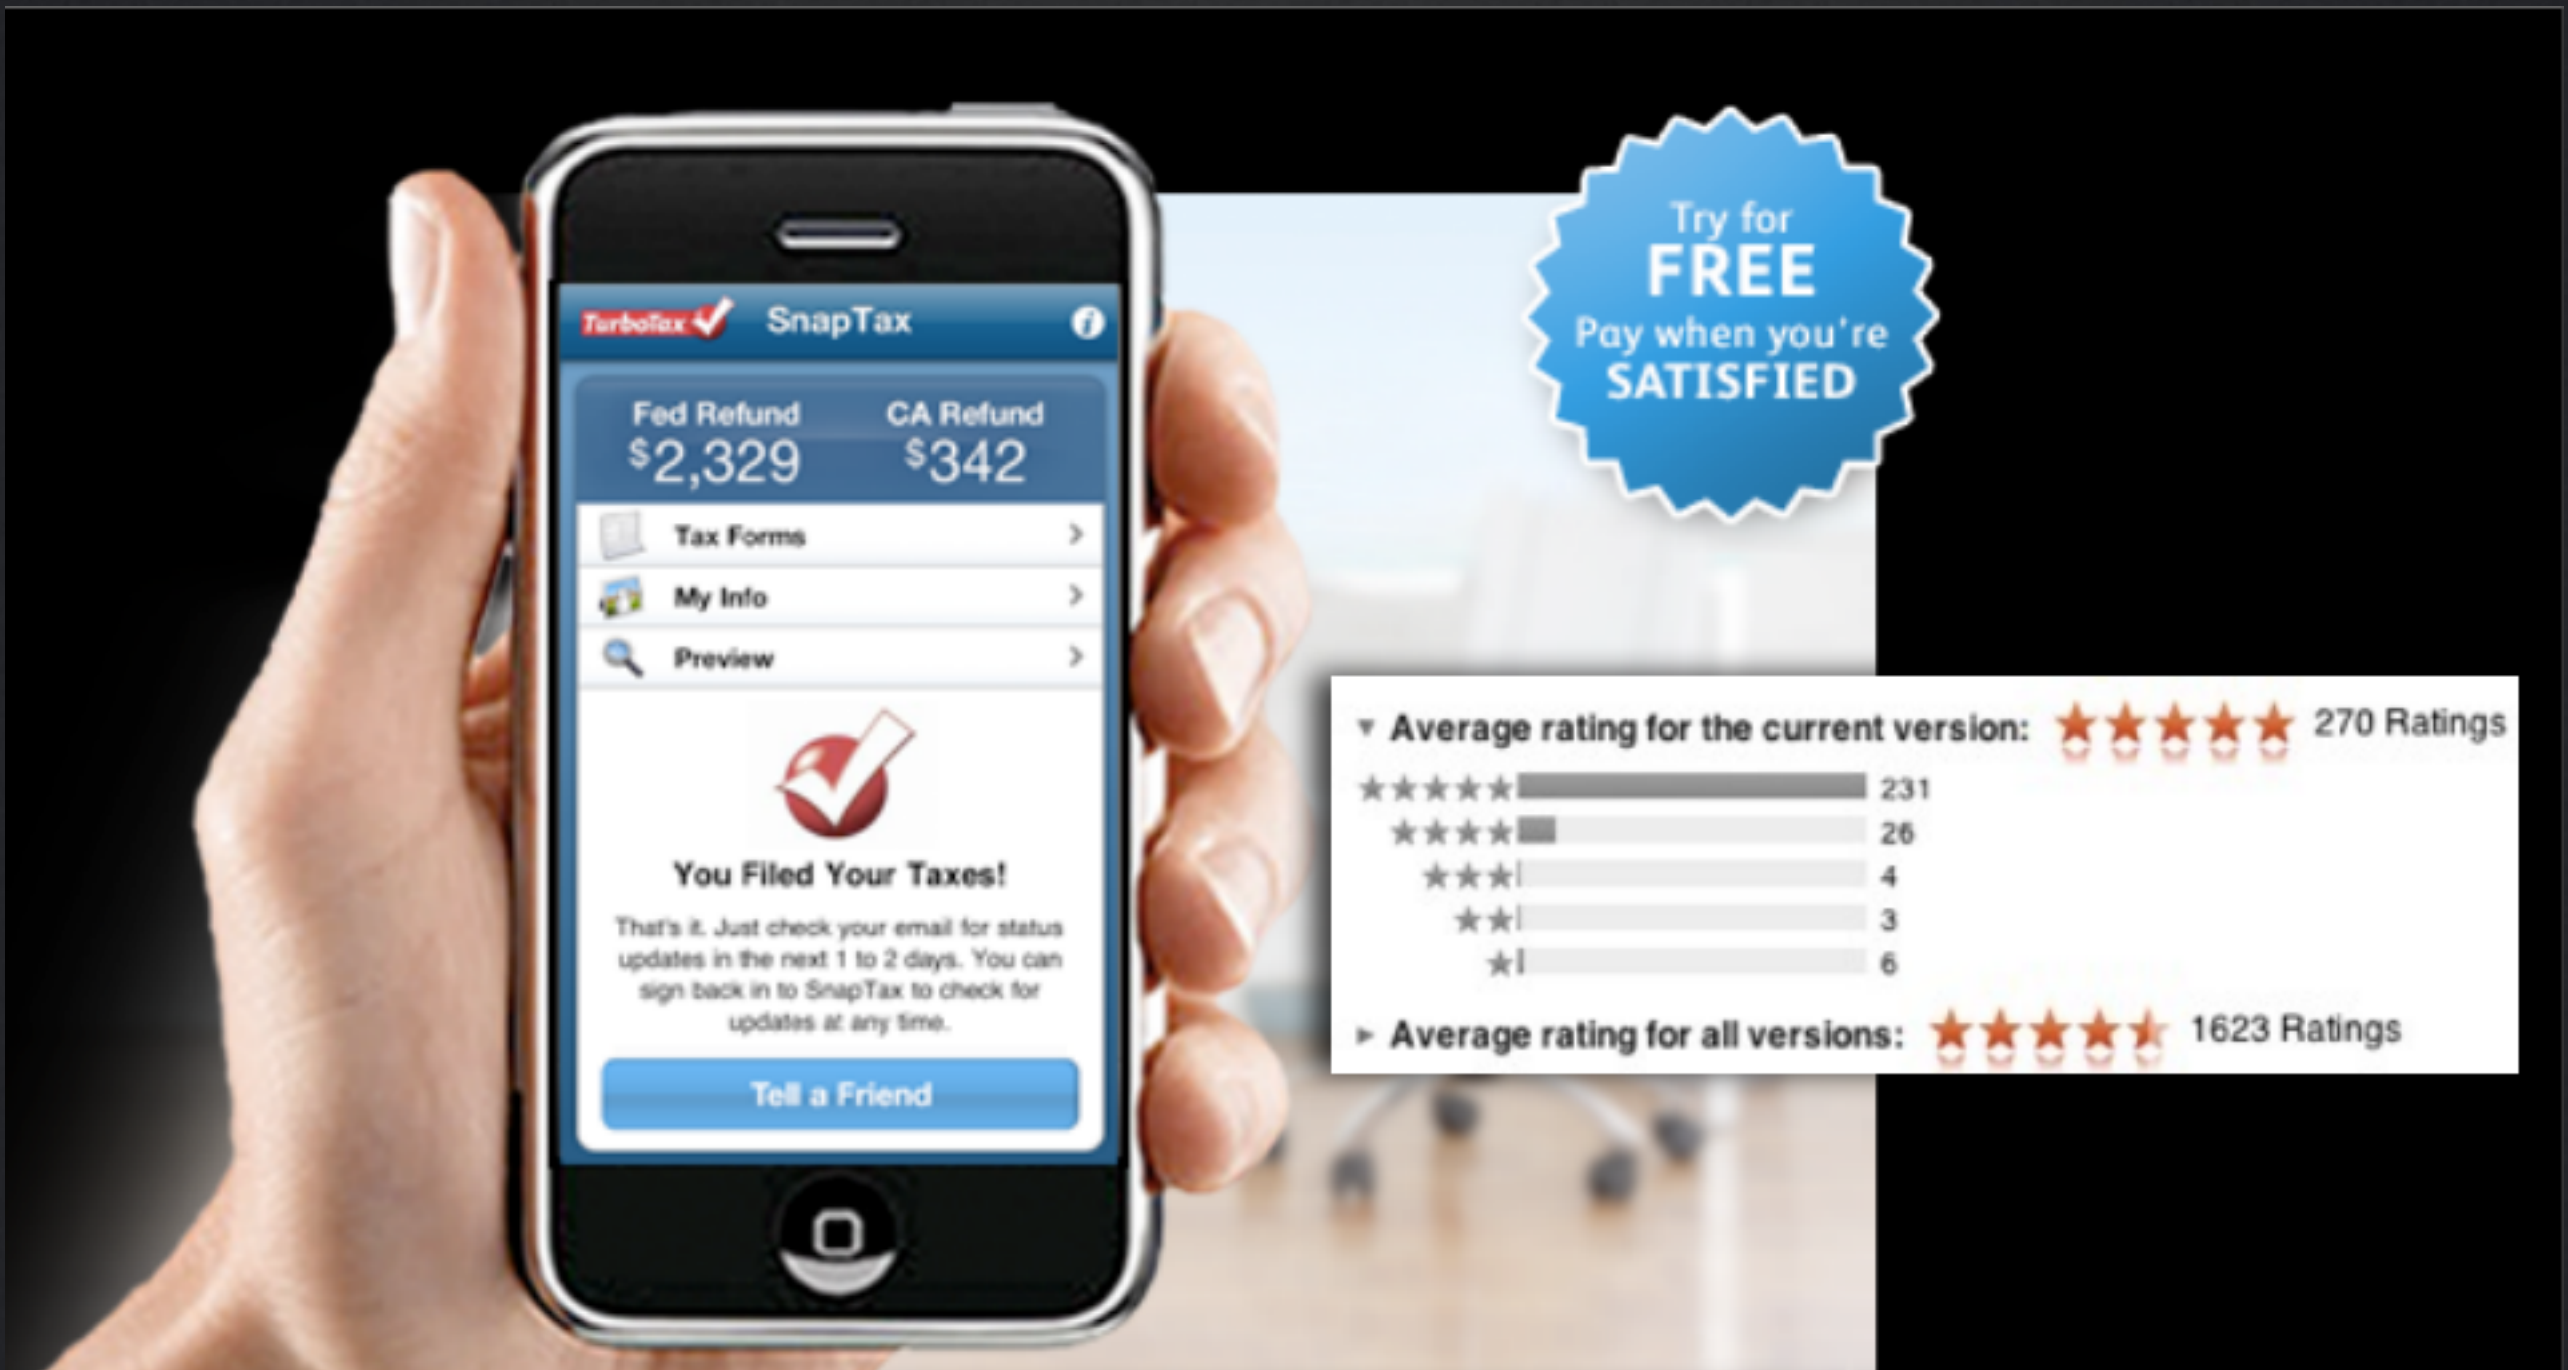 TurboTax SnapTax
Fed Refund CA Refund
$2,329 $342
Tax Forms
My Info
Preview
You Filed Your Taxes!
That's it. Just check your email for status
updates in the next 1 to 2 days. You can
sign back in to SnapTax to check for
updates at any time.
Tell a Friend
Try for
FREE
Pay when you're
SATISFIED
Average rating for the current version: 270 Ratings
231
26
4
3
6
Average rating for all versions: 1623 Ratings